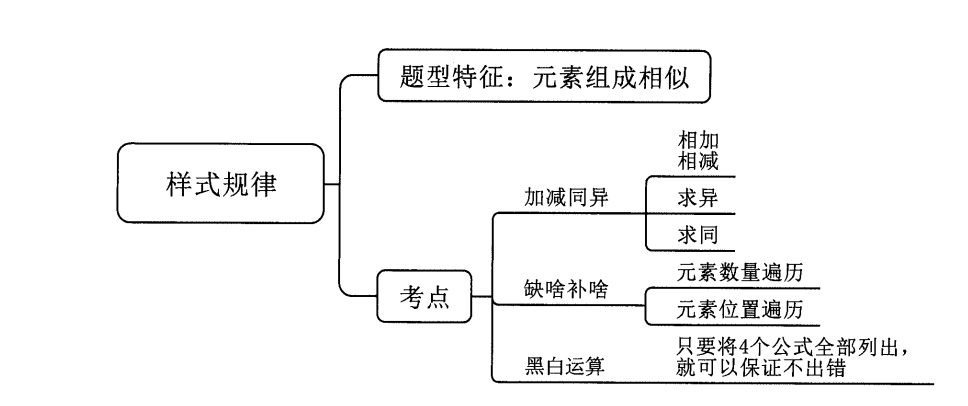 题型特征：元素组成相似
样式规律
考点
加减同异
相加
相减
求异
求同
缺啥补啥
元素数量遍历
元素位置遍历
黑白运算
只要将4个公式全部列出，
就可以保证不出错